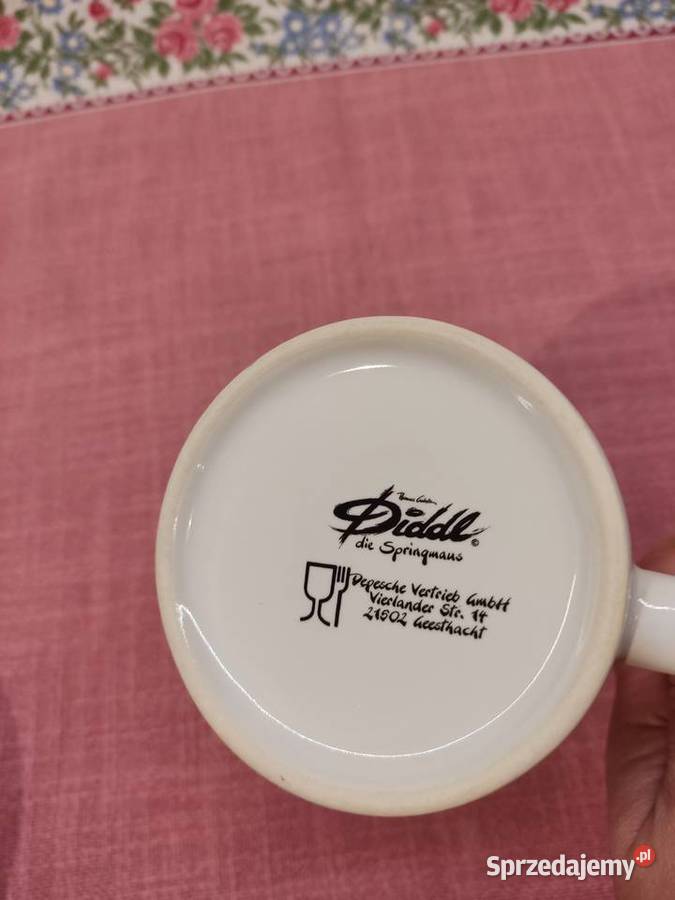 Diddl ©
die Springmaus
Depesche Vertrieb GmbH
Vierlander Str. 14
21502 Geesthacht
Sprzedajemy.pl